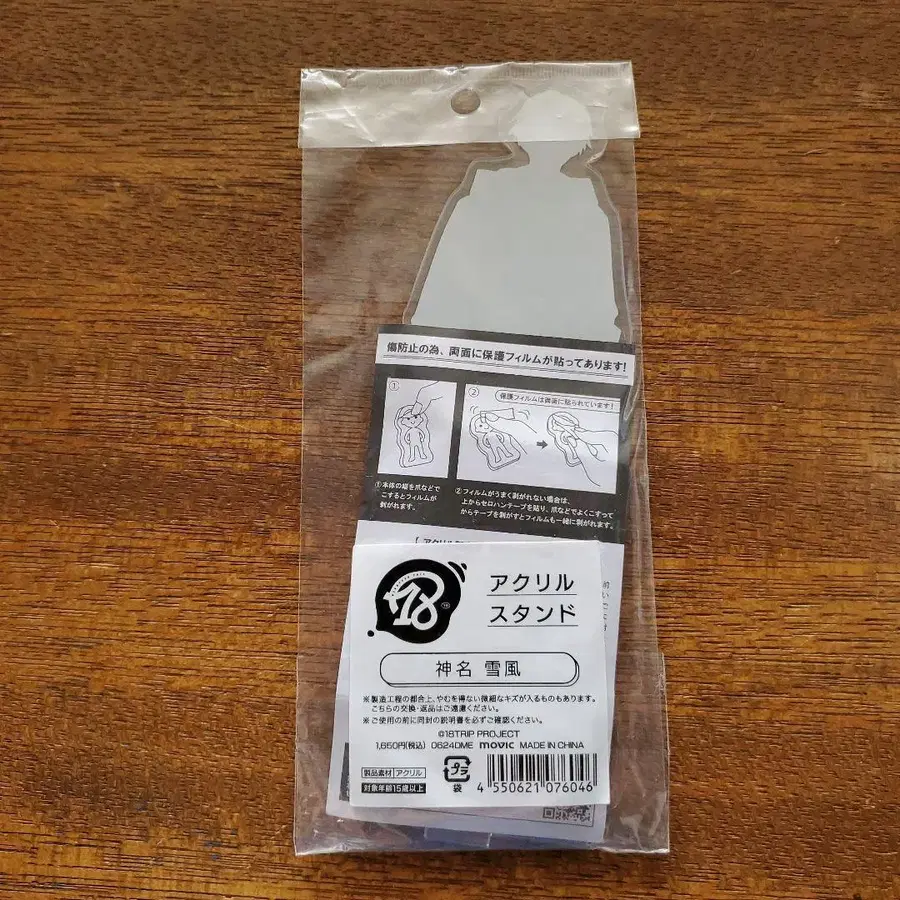 傷防止の為、両面に保護フィルムが貼ってあります!
①
②
保護フィルムは両面に貼られています!
①本体の端を爪などで
こするとフィルムが
剥がれます。
②フィルムがうまく剥がれない場合は、
上からセロハンテープを貼り、爪などでよくこすって
からテープを剥がすとフィルムも一緒に剥がれます。
18
アクリル
スタンド
神名 雪風
※製造工程の都合上、やむを得ない微細なキズが入るものもあります。
こちらの交換・返品はご遠慮ください。
※ご使用の前に同封の説明書を必ずご確認ください。
©18TRIP PROJECT
1,650円(税込) 0624DME movic MADE IN CHINA
製品素材 アクリル
対象年齢15歳以上
プラ
袋
4 550621 076046